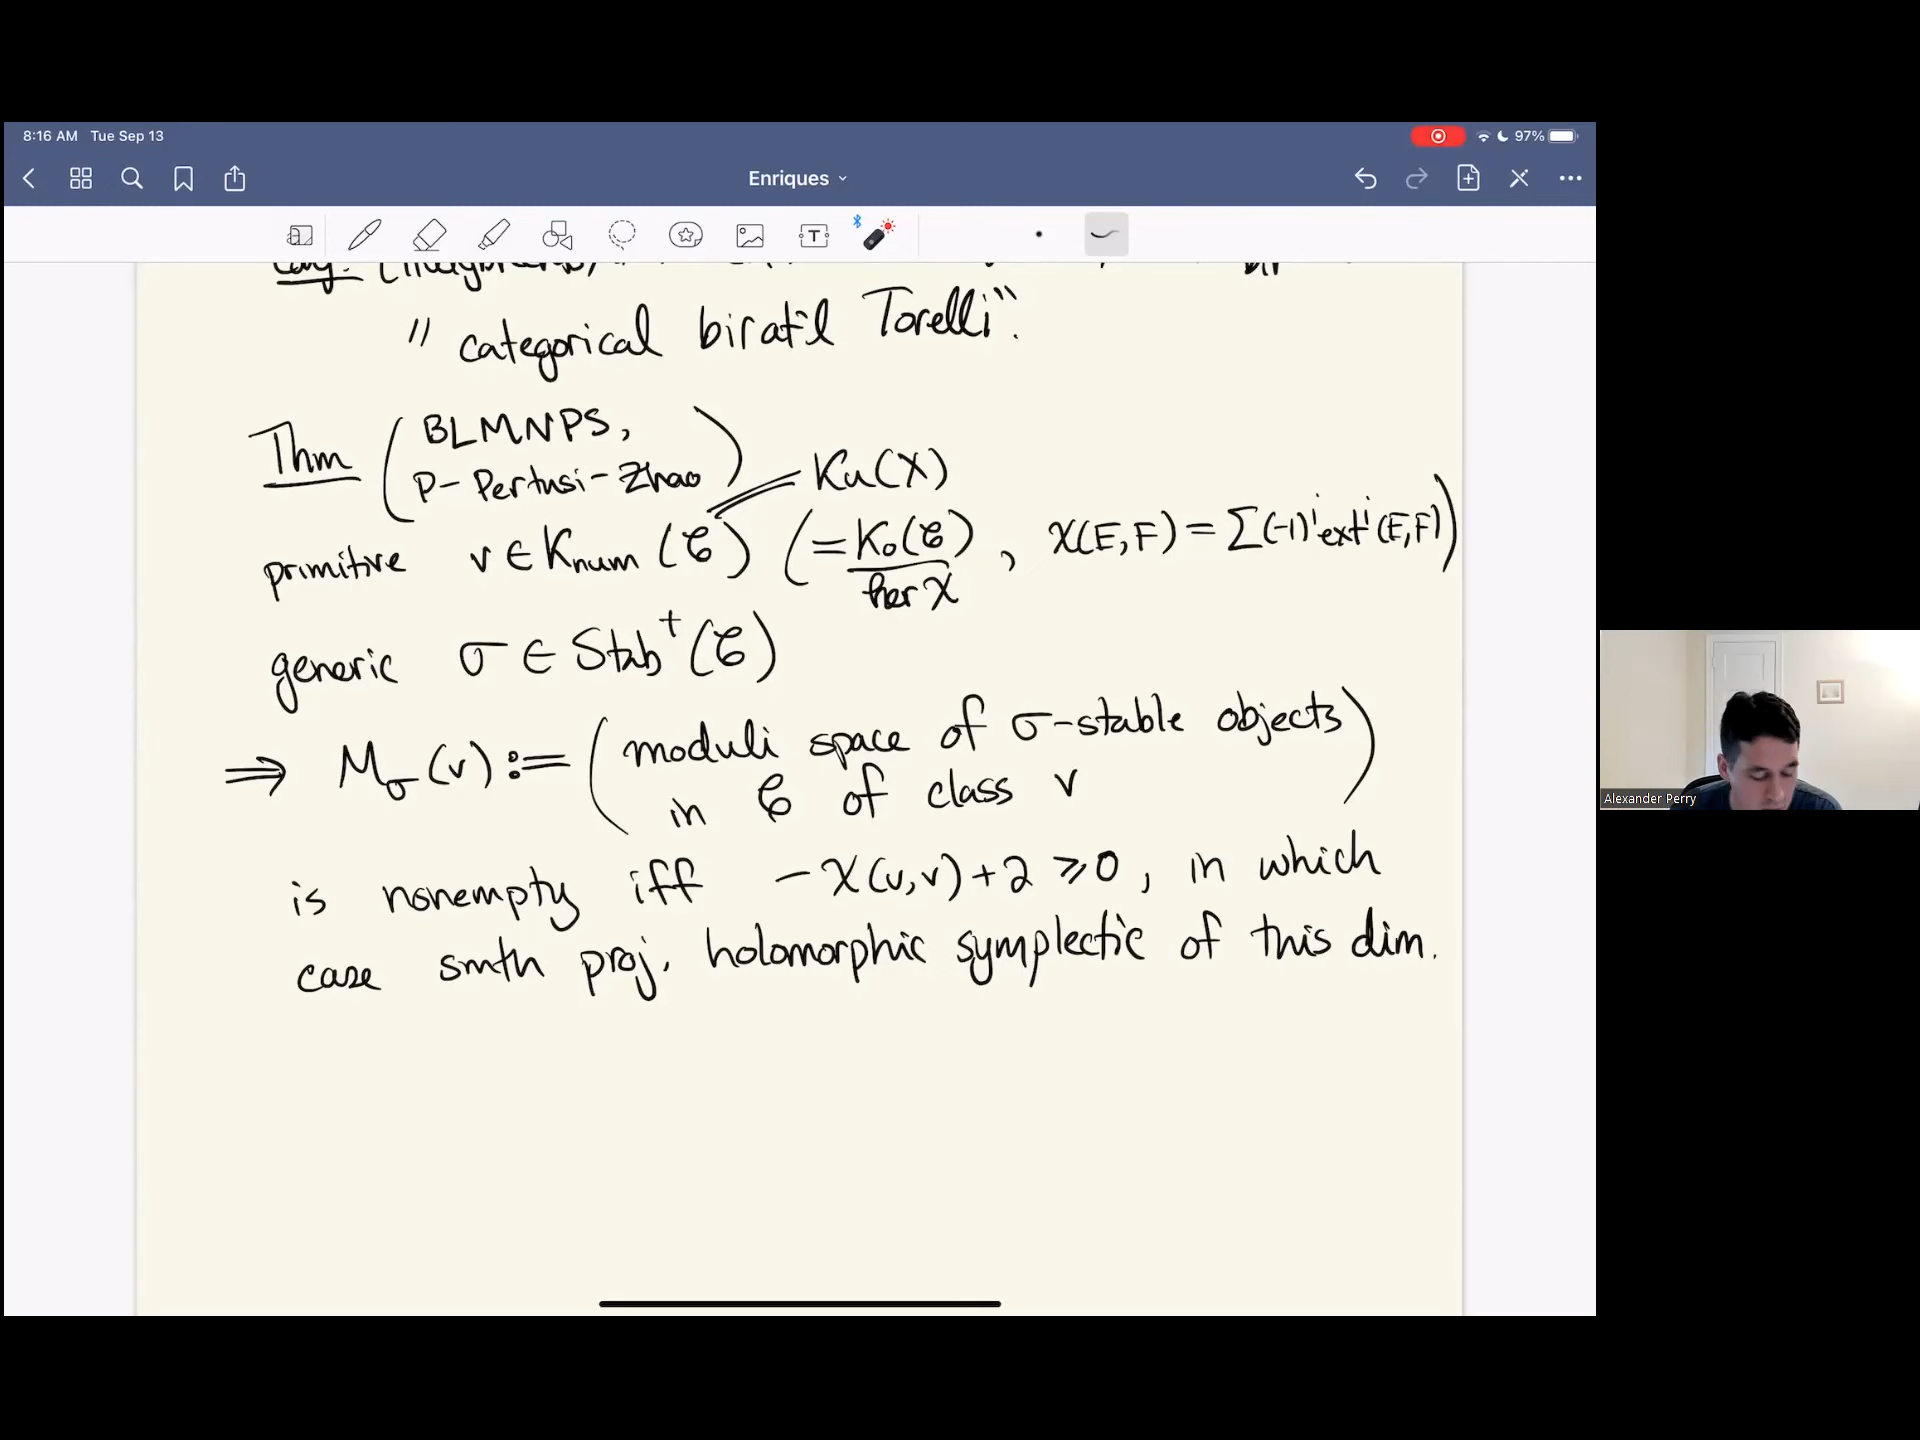 8:16 AM Tue Sep 13
97%
Enriques
T
" categorical birat'l Torelli".
Thm ( BLMNPS,
P-Pertusi-Zhao ) Ku(X)
primitive v ∈ Knum (𝒞) (= K₀(𝒞) / ker χ , χ(E,F) = Σ(-1)ⁱ extⁱ(E,F))
generic σ ∈ Stab⁺(𝒞)
⇒ Mσ(v) := ( moduli space of σ-stable objects
in 𝒞 of class v )
is nonempty iff -χ(v,v)+2 ≥ 0, in which
case smth proj. holomorphic symplectic of this dim.
Alexander Perry